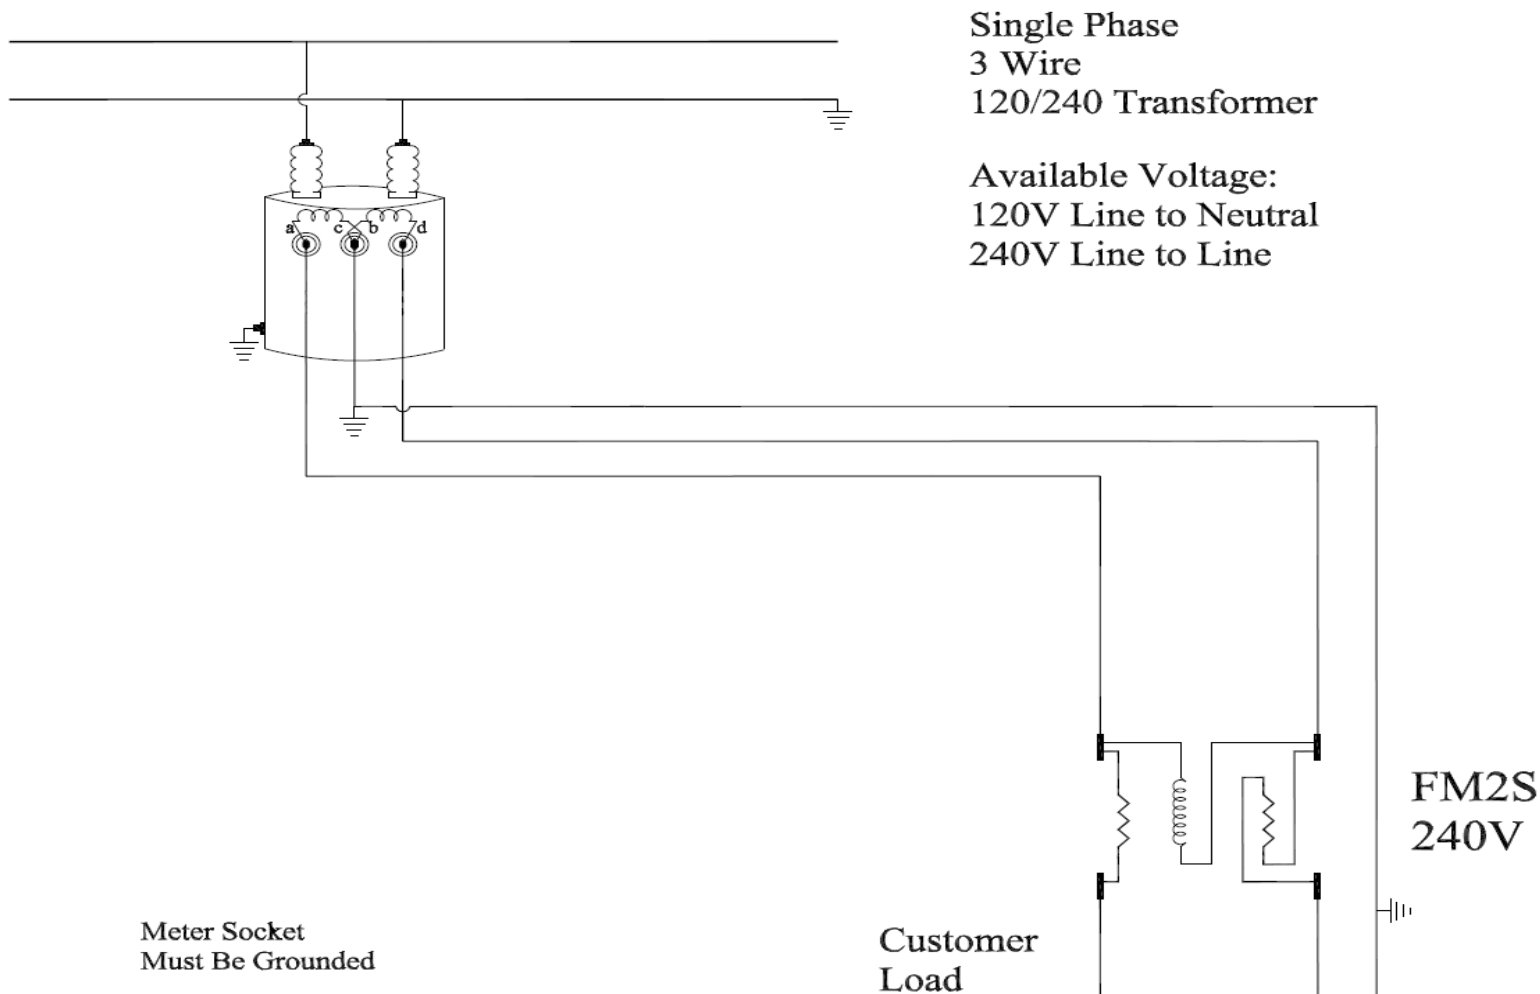 Single Phase
3 Wire
120/240 Transformer
Available Voltage:
120V Line to Neutral
240V Line to Line
a c b d
FM2S
240V
Meter Socket
Must Be Grounded
Customer
Load